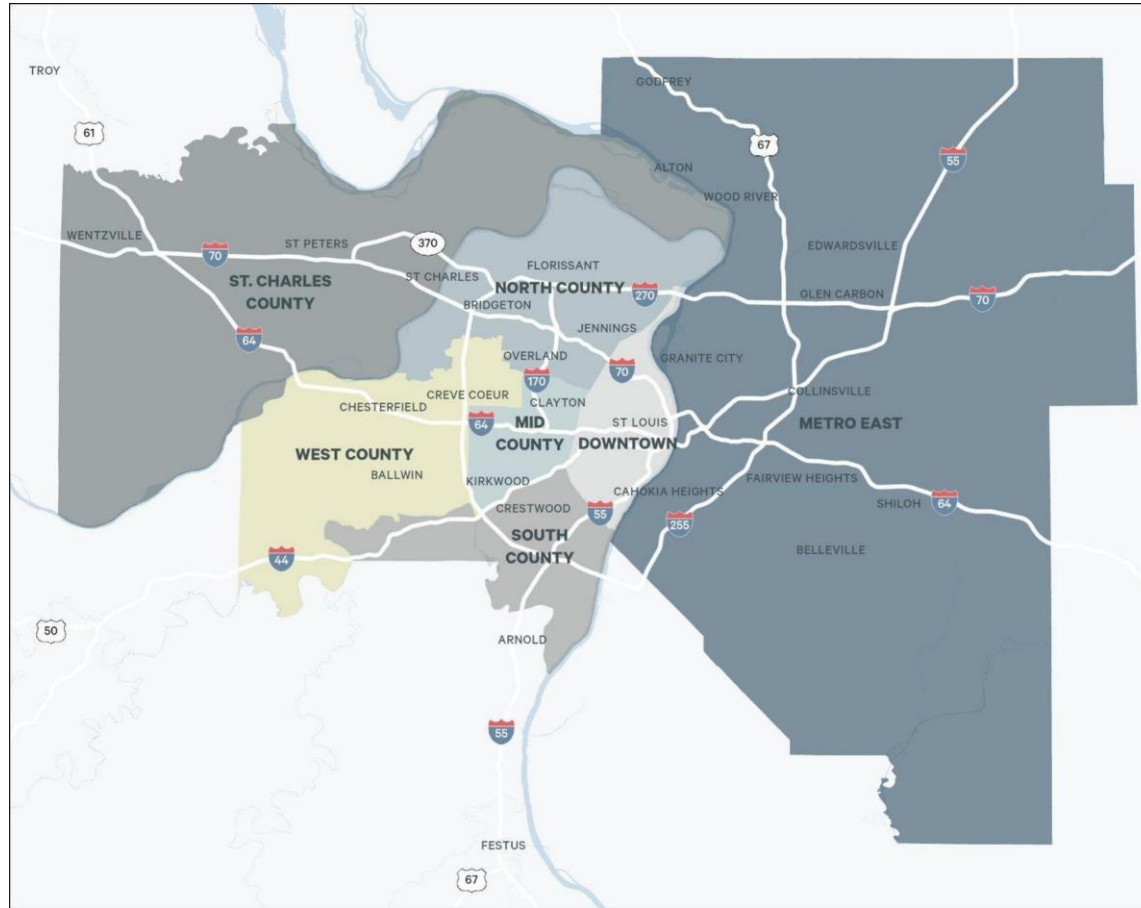 TROY
GODFREY
61
67
55
ALTON
WOOD RIVER
WENTZVILLE
ST PETERS
370
EDWARDSVILLE
70
FLORISSANT
ST CHARLES
ST. CHARLES
COUNTY
NORTH COUNTY
270
GLEN CARBON
70
BRIDGETON
JENNINGS
64
OVERLAND
GRANITE CITY
70
170
CREVE COEUR
COLLINSVILLE
CLAYTON
CHESTERFIELD
64
MID
COUNTY
ST LOUIS
METRO EAST
DOWNTOWN
WEST COUNTY
BALLWIN
KIRKWOOD
FAIRVIEW HEIGHTS
CAHOKIA HEIGHTS
SHILOH
64
CRESTWOOD
55
255
SOUTH
COUNTY
BELLEVILLE
44
50
ARNOLD
55
FESTUS
67